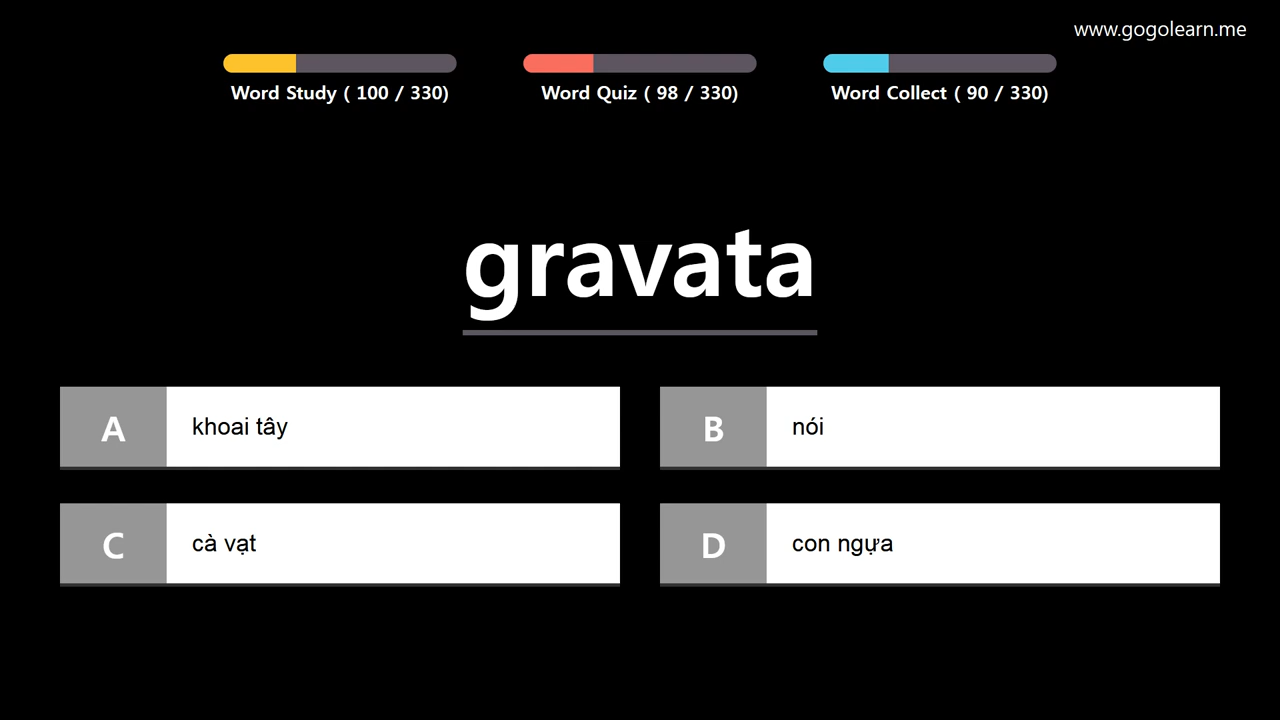 www.gogolearn.me
Word Study ( 100 / 330)
Word Quiz ( 98 / 330)
Word Collect ( 90 / 330)
gravata
A khoai tây
B nói
C cà vạt
D con ngựa